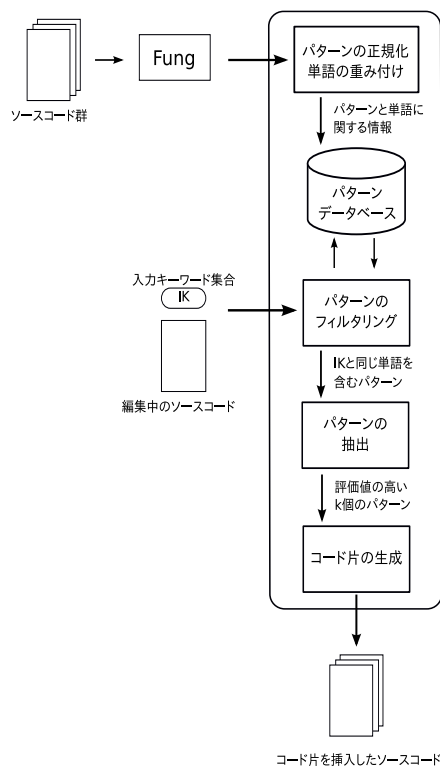 パターンの正規化
単語の重み付け
Fung
ソースコード群
パターンと単語に
関する情報
パターン
データベース
入力キーワード集合
IK
パターンの
フィルタリング
編集中のソースコード
IKと同じ単語を
含むパターン
パターンの
抽出
評価値の高い
k個のパターン
コード片の生成
コード片を挿入したソースコード